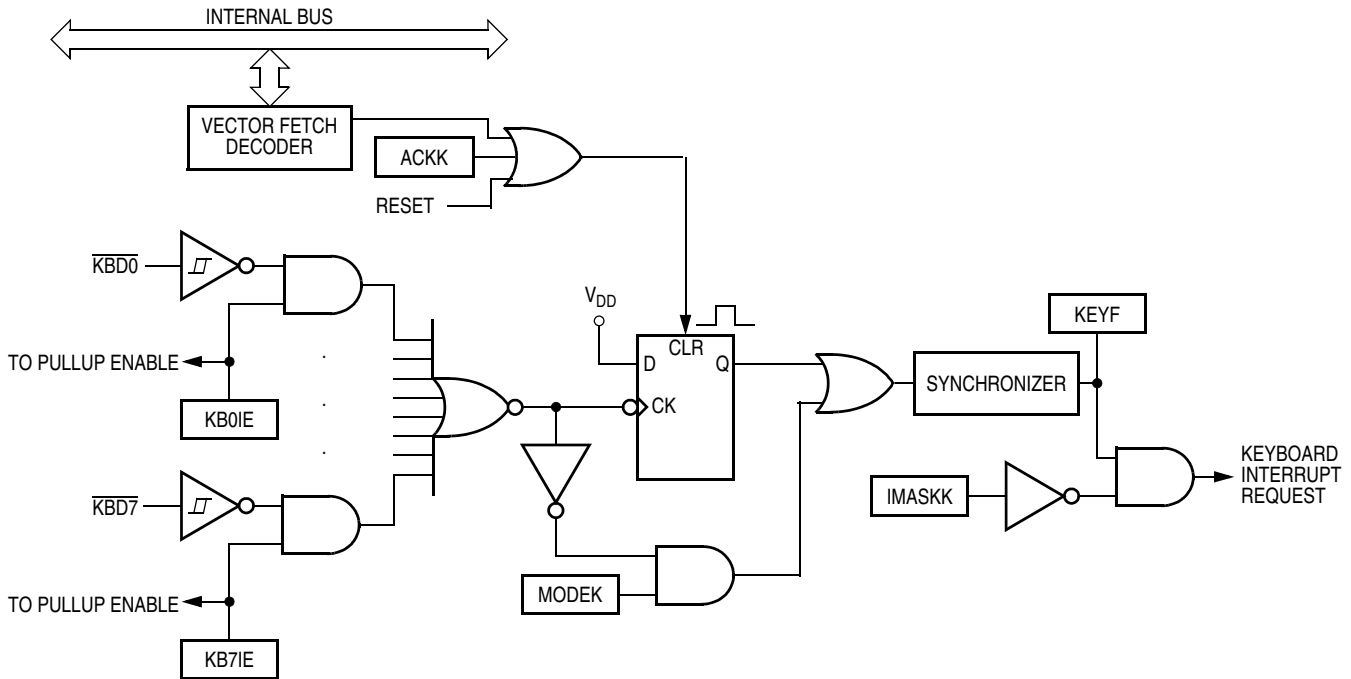 INTERNAL BUS
VECTOR FETCH
DECODER
ACKK
RESET
KBD0
TO PULLUP ENABLE
KB0IE
KBD7
TO PULLUP ENABLE
KB7IE
VDD
CLR
D
Q
CK
MODEK
SYNCHRONIZER
KEYF
IMASKK
KEYBOARD
INTERRUPT
REQUEST